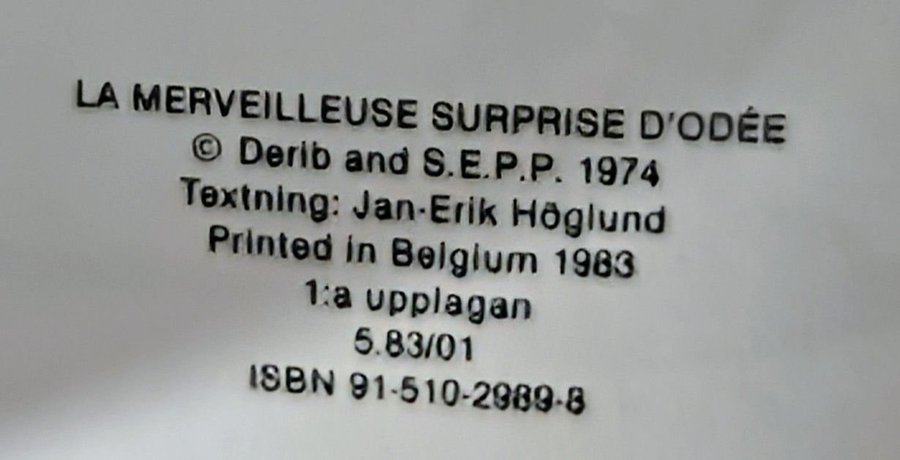 LA MERVEILLEUSE SURPRISE D'ODÉE
© Derib and S.E.P.P. 1974
Textning: Jan-Erik Höglund
Printed in Belgium 1983
1:a upplagan
5.83/01
ISBN 91-510-2989-8